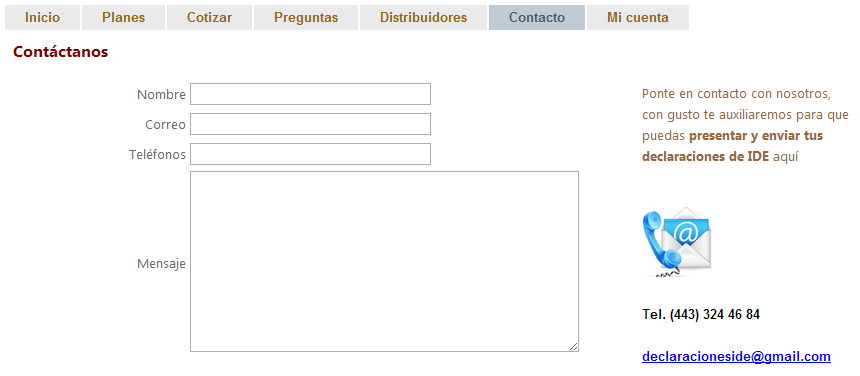 Inicio Planes Cotizar Preguntas Distribuidores Contacto Mi cuenta
Contáctanos
Nombre
Correo
Teléfonos
Mensaje
Ponte en contacto con nosotros,
con gusto te auxiliaremos para que
puedas presentar y enviar tus
declaraciones de IDE aquí
@
Tel. (443) 324 46 84
declaracioneside@gmail.com